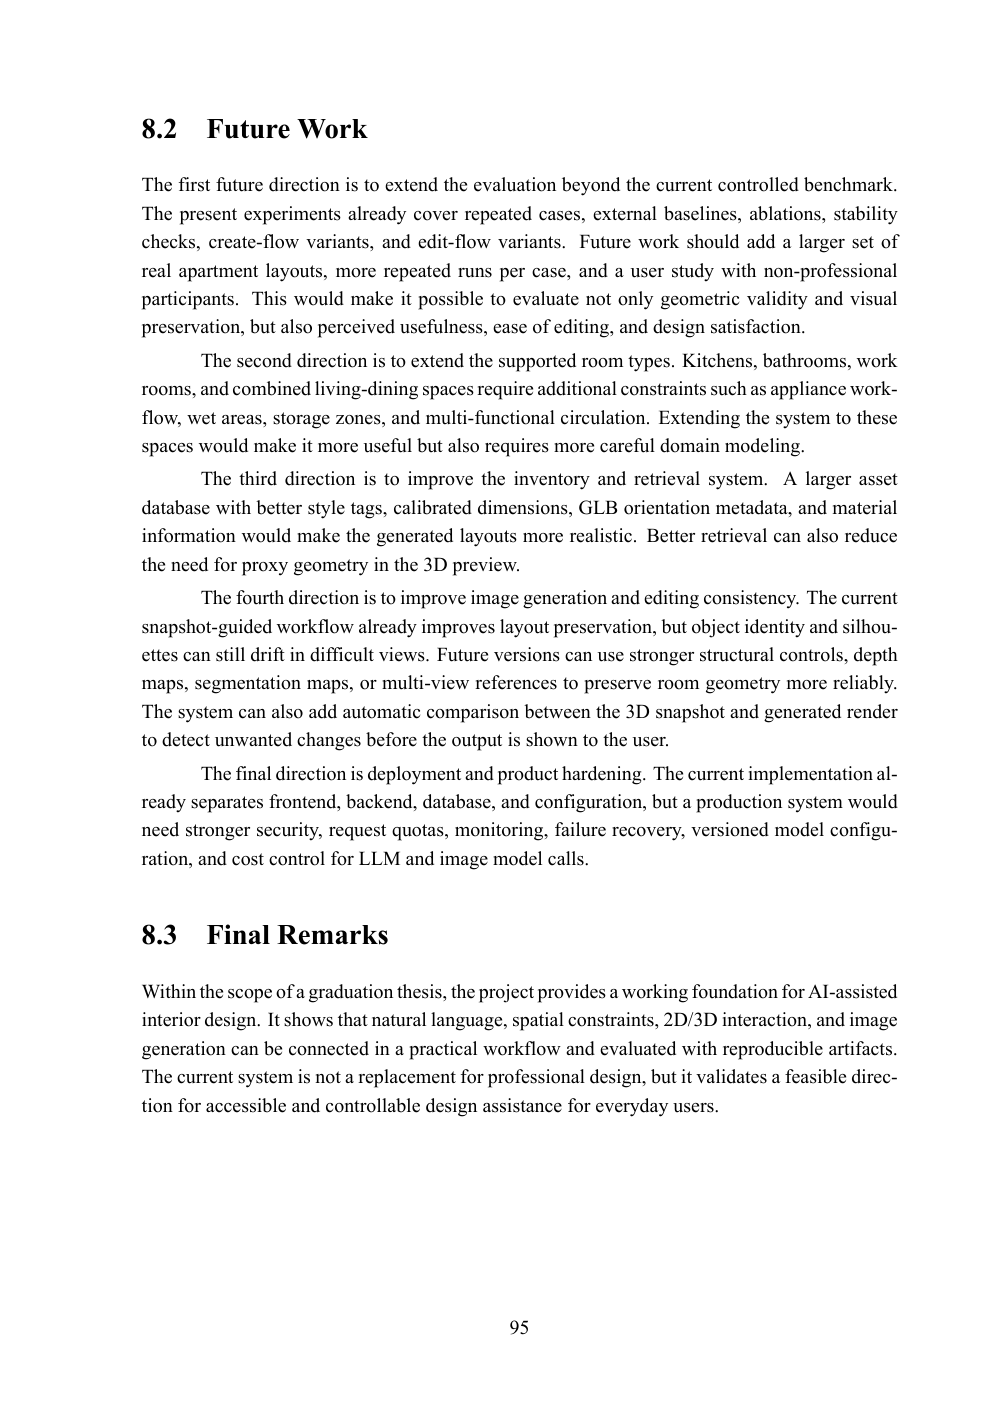 8.2 Future Work
The first future direction is to extend the evaluation beyond the current controlled benchmark.
The present experiments already cover repeated cases, external baselines, ablations, stability
checks, create-flow variants, and edit-flow variants. Future work should add a larger set of
real apartment layouts, more repeated runs per case, and a user study with non-professional
participants. This would make it possible to evaluate not only geometric validity and visual
preservation, but also perceived usefulness, ease of editing, and design satisfaction.
The second direction is to extend the supported room types. Kitchens, bathrooms, work
rooms, and combined living-dining spaces require additional constraints such as appliance work-
flow, wet areas, storage zones, and multi-functional circulation. Extending the system to these
spaces would make it more useful but also requires more careful domain modeling.
The third direction is to improve the inventory and retrieval system. A larger asset
database with better style tags, calibrated dimensions, GLB orientation metadata, and material
information would make the generated layouts more realistic. Better retrieval can also reduce
the need for proxy geometry in the 3D preview.
The fourth direction is to improve image generation and editing consistency. The current
snapshot-guided workflow already improves layout preservation, but object identity and silhou-
ettes can still drift in difficult views. Future versions can use stronger structural controls, depth
maps, segmentation maps, or multi-view references to preserve room geometry more reliably.
The system can also add automatic comparison between the 3D snapshot and generated render
to detect unwanted changes before the output is shown to the user.
The final direction is deployment and product hardening. The current implementation al-
ready separates frontend, backend, database, and configuration, but a production system would
need stronger security, request quotas, monitoring, failure recovery, versioned model configu-
ration, and cost control for LLM and image model calls.
8.3 Final Remarks
Within the scope of a graduation thesis, the project provides a working foundation for AI-assisted
interior design. It shows that natural language, spatial constraints, 2D/3D interaction, and image
generation can be connected in a practical workflow and evaluated with reproducible artifacts.
The current system is not a replacement for professional design, but it validates a feasible direc-
tion for accessible and controllable design assistance for everyday users.
95